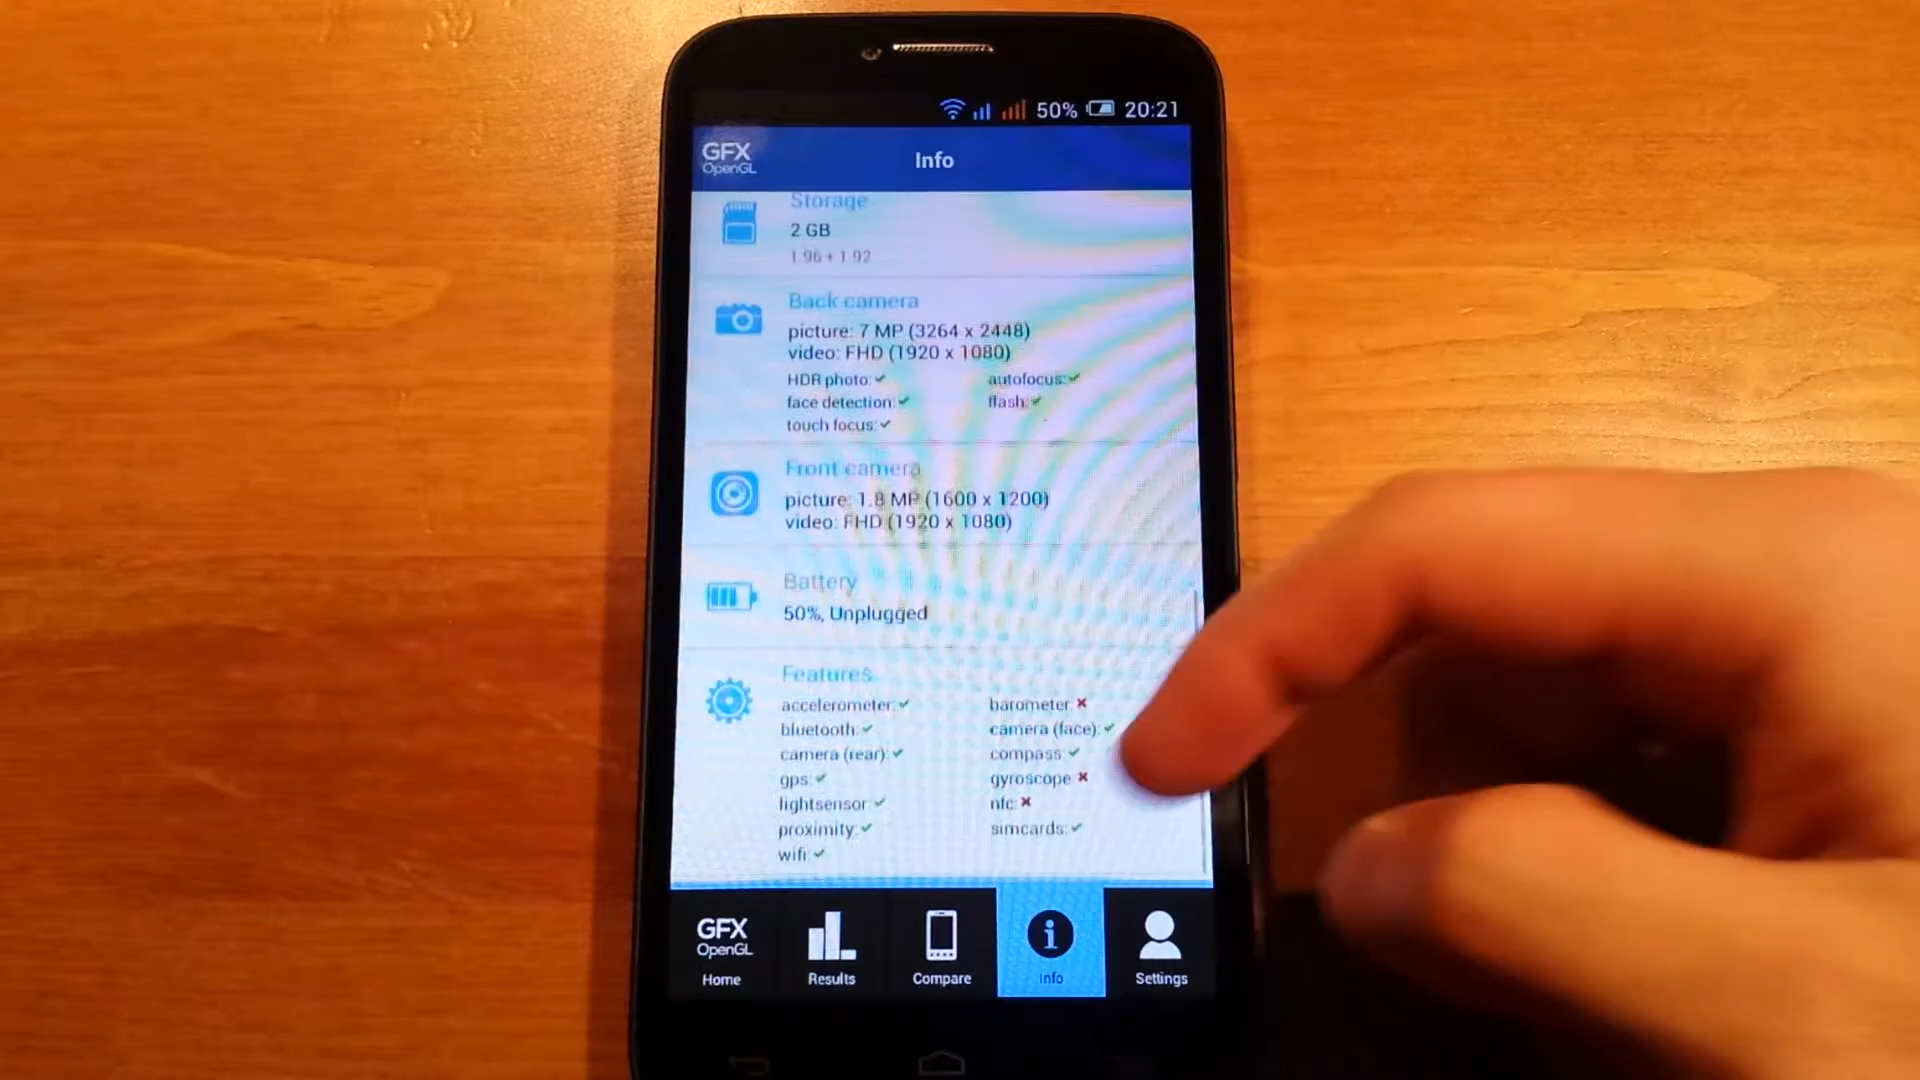 50% 20:21
GFX
OpenGL
Info
Storage
2 GB
1.96 + 1.92
Back camera
picture: 7 MP (3264 x 2448)
video: FHD (1920 x 1080)
HDR photo: autofocus:
face detection: flash:
touch focus:
Front camera
picture: 1.8 MP (1600 x 1200)
video: FHD (1920 x 1080)
Battery
50%, Unplugged
Features
accelerometer: barometer:
bluetooth: camera (face):
camera (rear): compass:
gps: gyroscope
lightsensor: nfc:
proximity: simcards:
wifi:
GFX
OpenGL
Home Results Compare Info Settings